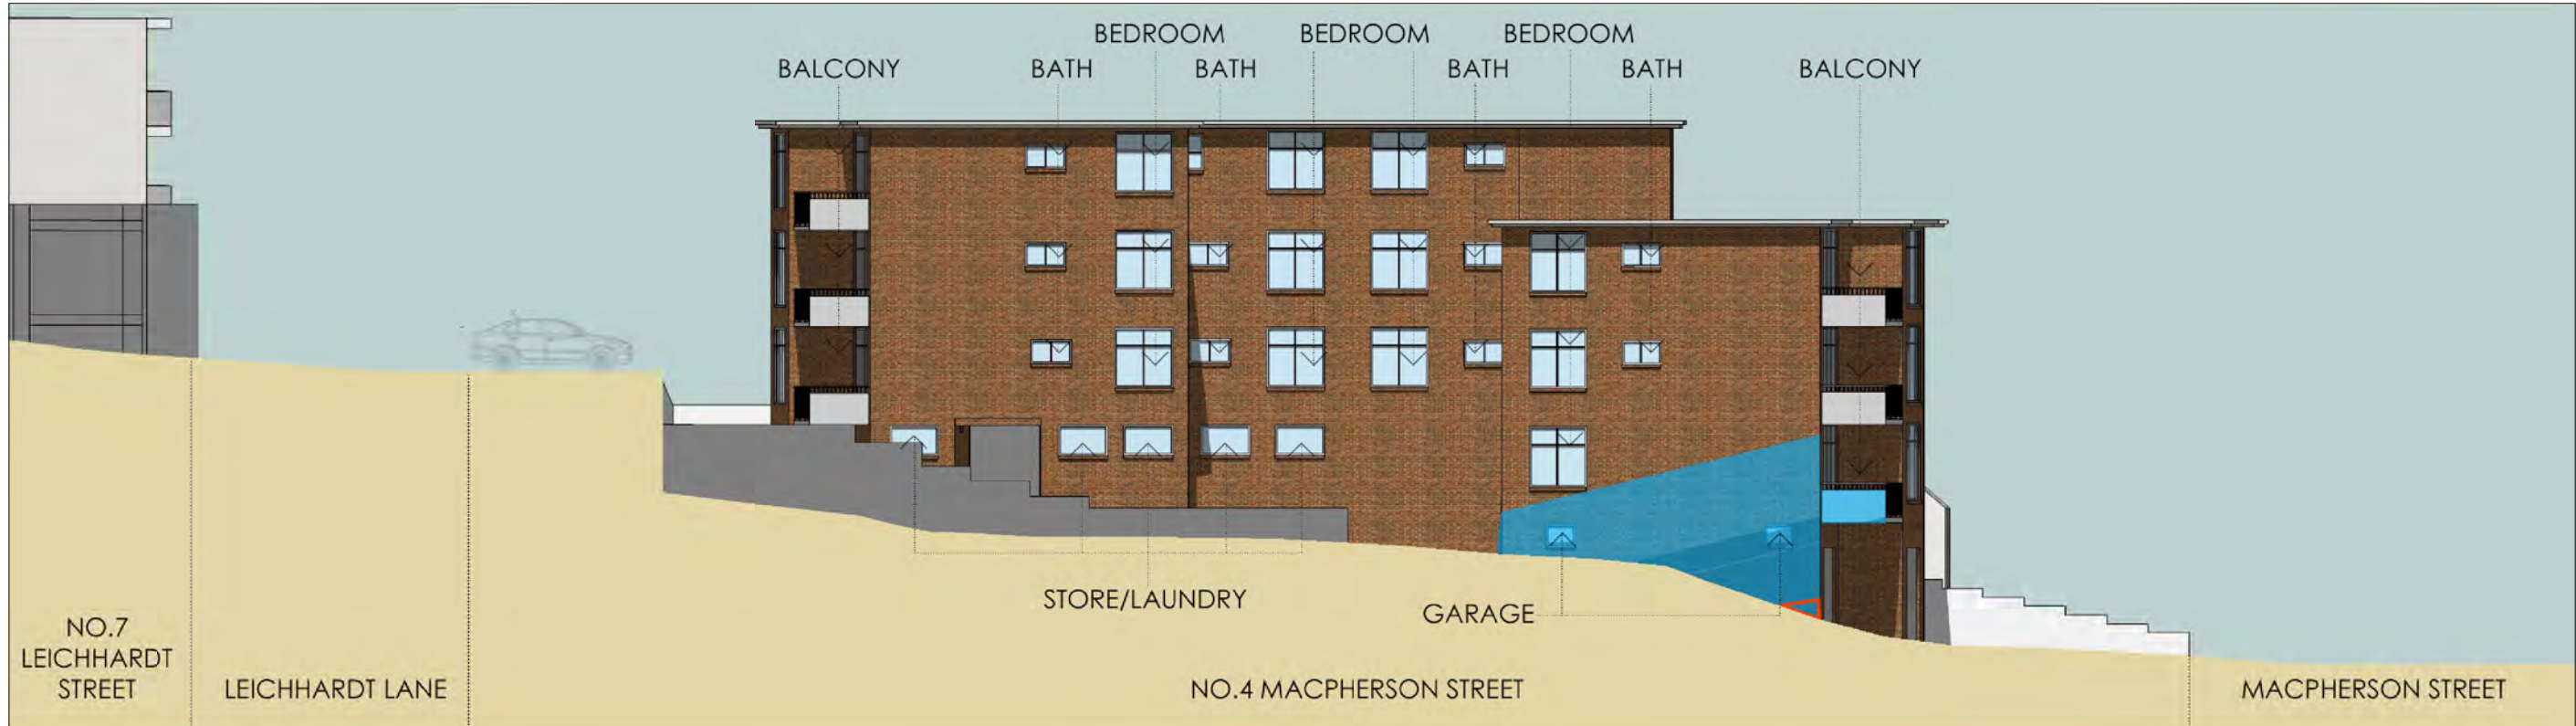 BEDROOM BEDROOM BEDROOM
BALCONY BATH BATH BATH BATH BALCONY
STORE/LAUNDRY
GARAGE
NO.7
LEICHHARDT
STREET
LEICHHARDT LANE
NO.4 MACPHERSON STREET
MACPHERSON STREET